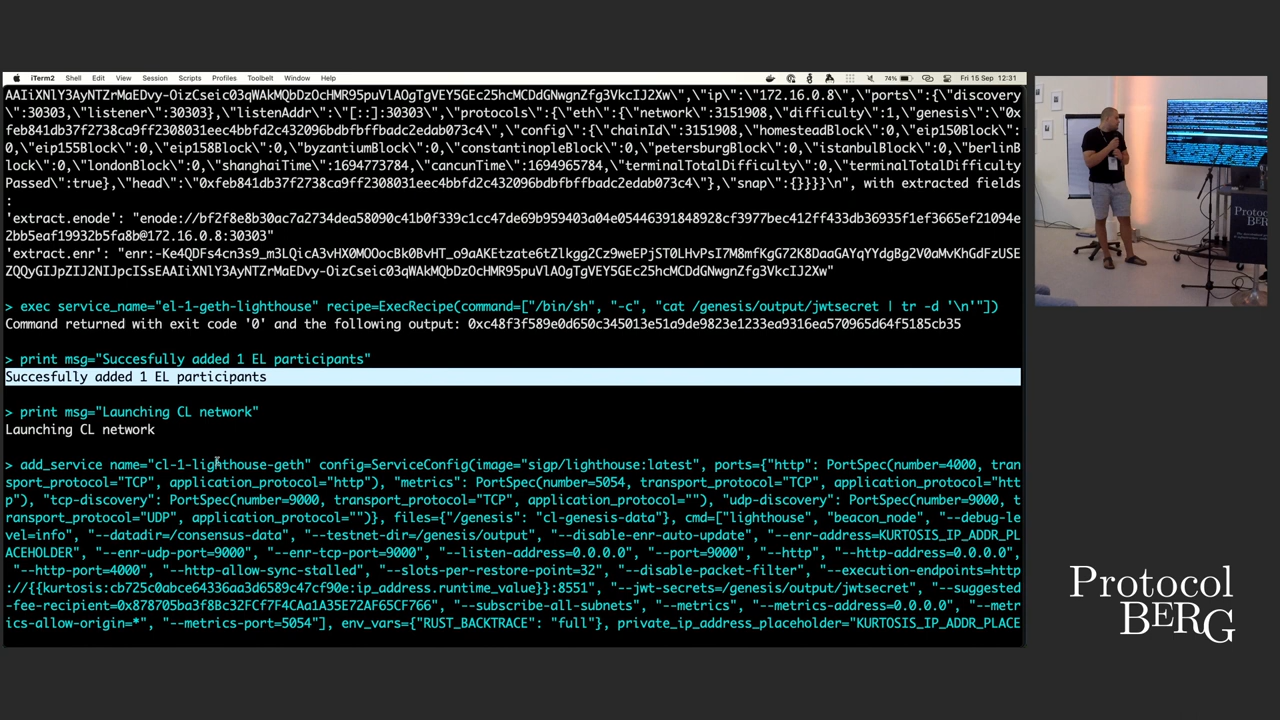 iTerm2 Shell Edit View Session Scripts Profiles Toolbelt Window Help 74% Fri 15 Sep 12:31
AAIiXNlY3AyNTZrMaEDvy-OizCseic03qWAkMQbDzOcHMR95puVlAOgTgVEY5GEc25hcMCDdGNwgnZfg3VkcIJ2Xw\",\"ip\":\"172.16.0.8\",\"ports\":{\"discovery
\":30303,\"listener\":30303},\"listenAddr\":\"[::]:30303\",\"protocols\":{\"eth\":{\"network\":3151908,\"difficulty\":1,\"genesis\":\"0x
feb841db37f2738ca9ff2308031eec4bbfd2c432096bdbfbffbadc2edab073c4\",\"config\":{\"chainId\":3151908,\"homesteadBlock\":0,\"eip150Block\":
0,\"eip155Block\":0,\"eip158Block\":0,\"byzantiumBlock\":0,\"constantinopleBlock\":0,\"petersburgBlock\":0,\"istanbulBlock\":0,\"berlinB
lock\":0,\"londonBlock\":0,\"shanghaiTime\":1694773784,\"cancunTime\":1694965784,\"terminalTotalDifficulty\":0,\"terminalTotalDifficulty
Passed\":true},\"head\":\"0xfeb841db37f2738ca9ff2308031eec4bbfd2c432096bdbfbffbadc2edab073c4\"},\"snap\":{}}}}\n", with extracted fields
:
'extract.enode': "enode://bf2f8e8b30ac7a2734dea58090c41b0f339c1cc47de69b959403a04e05446391848928cf3977bec412ff433db36935f1ef3665ef21094e
2bb5eaf19932b5fa8b@172.16.0.8:30303"
'extract.enr': "enr:-Ke4QDFs4cn3s9_m3LQicA3vHX0MOOocBk0BvHT_o9aAKEtzate6tZlkgg2Cz9weEPjST0LHvPsI7M8mfKgG72K8DaaGAYqYYdgBg2V0aMvKhGdFzUSE
ZQQyGIJpZIJ2NIJpcISsEAAIiXNlY3AyNTZrMaEDvy-OizCseic03qWAkMQbDzOcHMR95puVlAOgTgVEY5GEc25hcMCDdGNwgnZfg3VkcIJ2Xw"
> exec service_name="el-1-geth-lighthouse" recipe=ExecRecipe(command=["/bin/sh", "-c", "cat /genesis/output/jwtsecret | tr -d '\n'"])
Command returned with exit code '0' and the following output: 0xc48f3f589e0d650c345013e51a9de9823e1233ea9316ea570965d64f5185cb35
> print msg="Succesfully added 1 EL participants"
Succesfully added 1 EL participants
> print msg="Launching CL network"
Launching CL network
> add_service name="cl-1-lighthouse-geth" config=ServiceConfig(image="sigp/lighthouse:latest", ports={"http": PortSpec(number=4000, tran
sport_protocol="TCP", application_protocol="http"), "metrics": PortSpec(number=5054, transport_protocol="TCP", application_protocol="htt
p"), "tcp-discovery": PortSpec(number=9000, transport_protocol="TCP", application_protocol=""), "udp-discovery": PortSpec(number=9000, t
ransport_protocol="UDP", application_protocol="")}, files={"/genesis": "cl-genesis-data"}, cmd=["lighthouse", "beacon_node", "--debug-le
vel=info", "--datadir=/consensus-data", "--testnet-dir=/genesis/output", "--disable-enr-auto-update", "--enr-address=KURTOSIS_IP_ADDR_PL
ACEHOLDER", "--enr-udp-port=9000", "--enr-tcp-port=9000", "--listen-address=0.0.0.0", "--port=9000", "--http", "--http-address=0.0.0.0",
"--http-port=4000", "--http-allow-sync-stalled", "--slots-per-restore-point=32", "--disable-packet-filter", "--execution-endpoints=http
://{{kurtosis:cb725c0abce64336aa3d6589c47cf90e:ip_address.runtime_value}}:8551", "--jwt-secrets=/genesis/output/jwtsecret", "--suggested
-fee-recipient=0x878705ba3f8Bc32FCf7F4CAa1A35E72AF65CF766", "--subscribe-all-subnets", "--metrics", "--metrics-address=0.0.0.0", "--metr
ics-allow-origin=*", "--metrics-port=5054"], env_vars={"RUST_BACKTRACE": "full"}, private_ip_address_placeholder="KURTOSIS_IP_ADDR_PLACE
Protocol
BERG